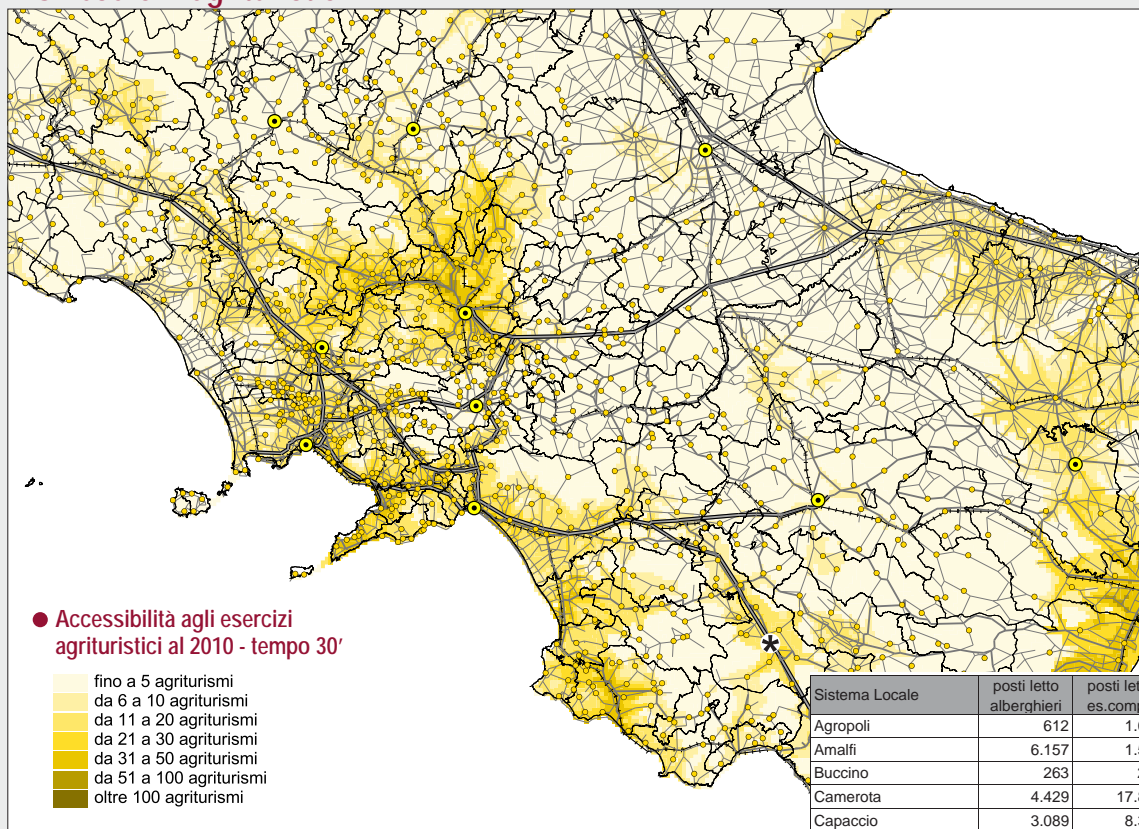 ● Accessibilità agli esercizi
agrituristici al 2010 - tempo 30'
fino a 5 agriturismi
da 6 a 10 agriturismi
da 11 a 20 agriturismi
da 21 a 30 agriturismi
da 31 a 50 agriturismi
da 51 a 100 agriturismi
oltre 100 agriturismi
*
Sistema Locale posti letto alberghieri posti
Agropoli 612
Amalfi 6.157
Buccino 263
Camerota 4.429
Capaccio 3.089